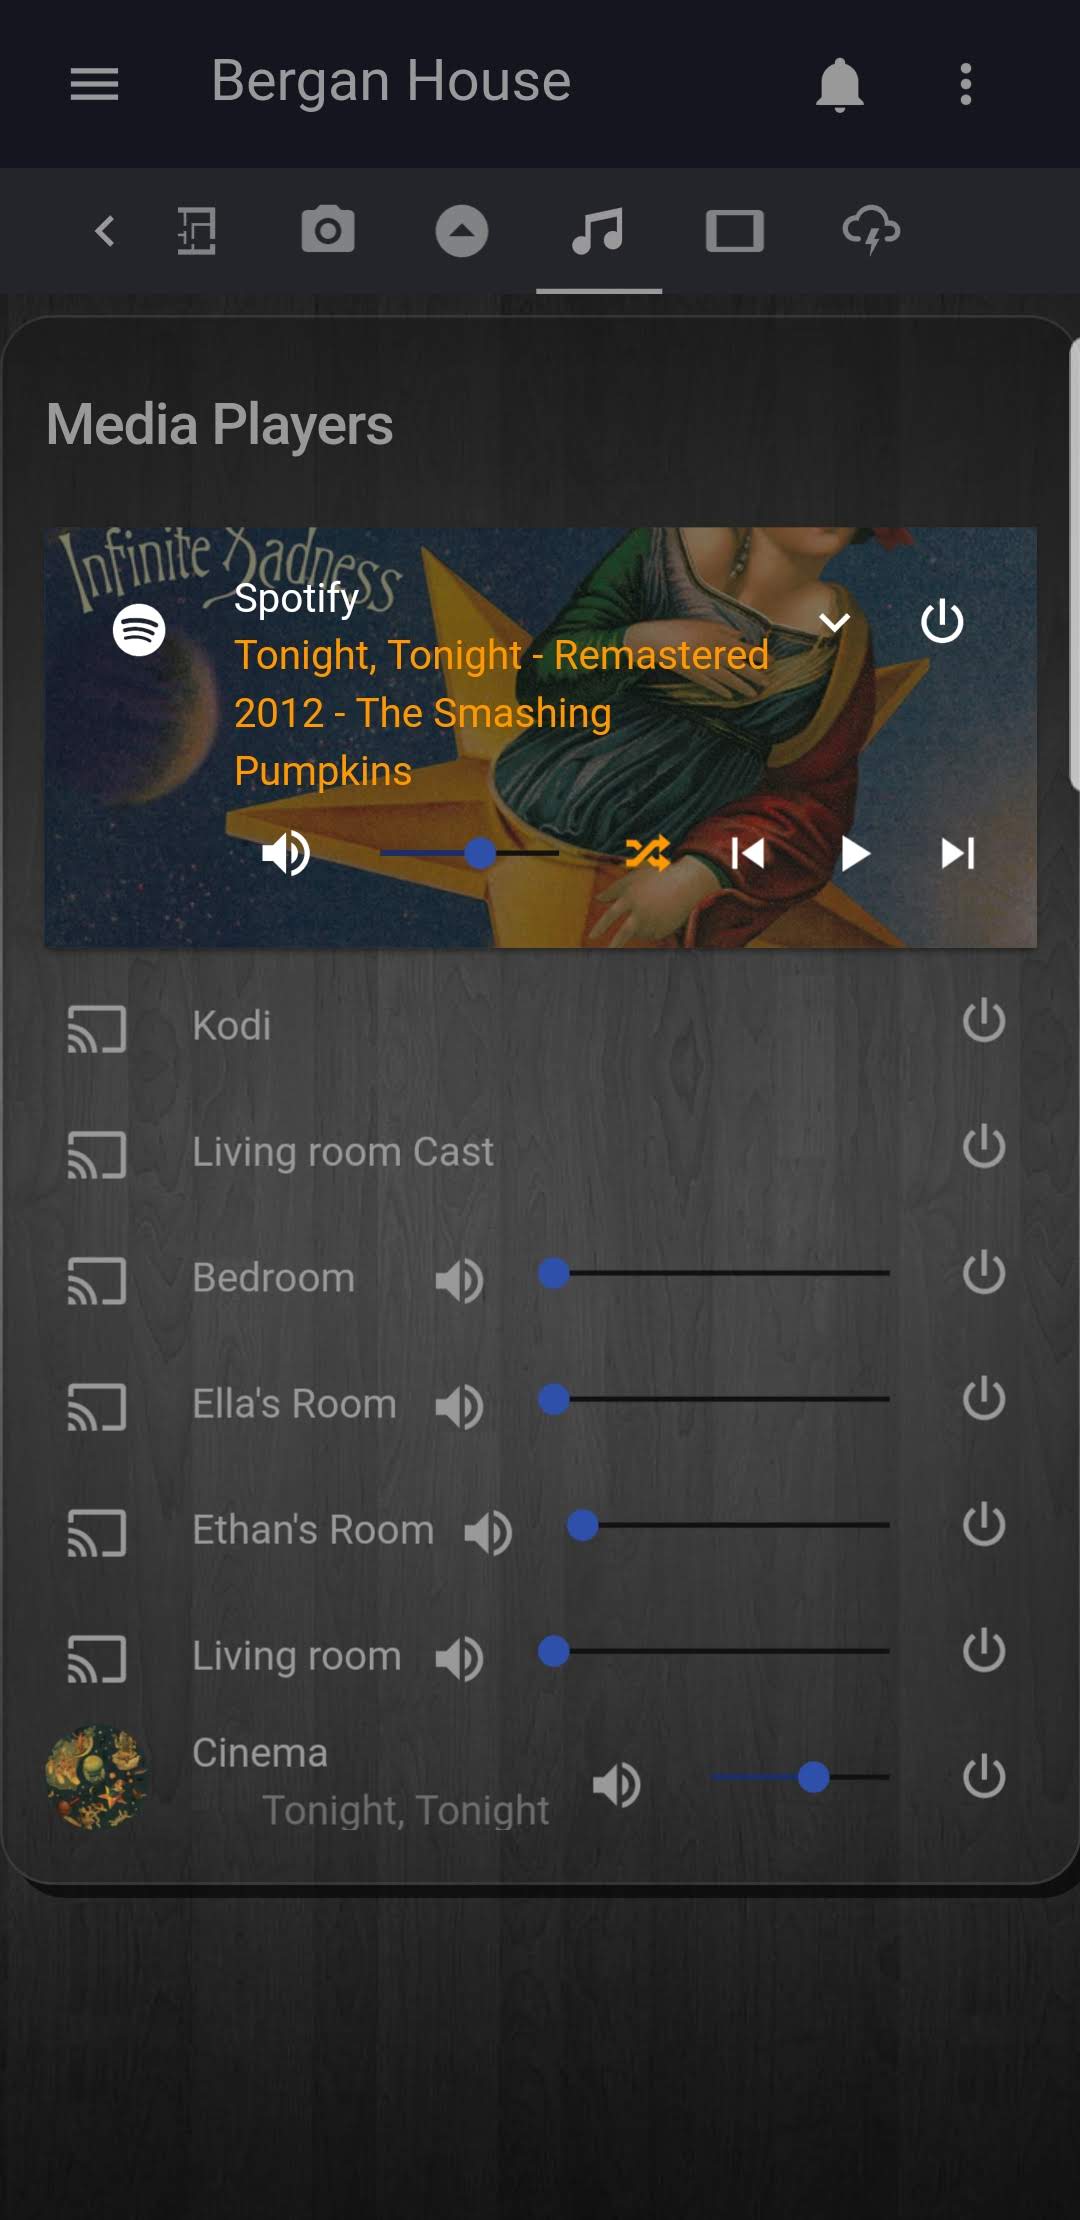 Bergan House
Media Players
Infinite Sadness
Spotify
Tonight, Tonight - Remastered
2012 - The Smashing
Pumpkins
Kodi
Living room Cast
Bedroom
Ella's Room
Ethan's Room
Living room
Cinema
Tonight, Tonight